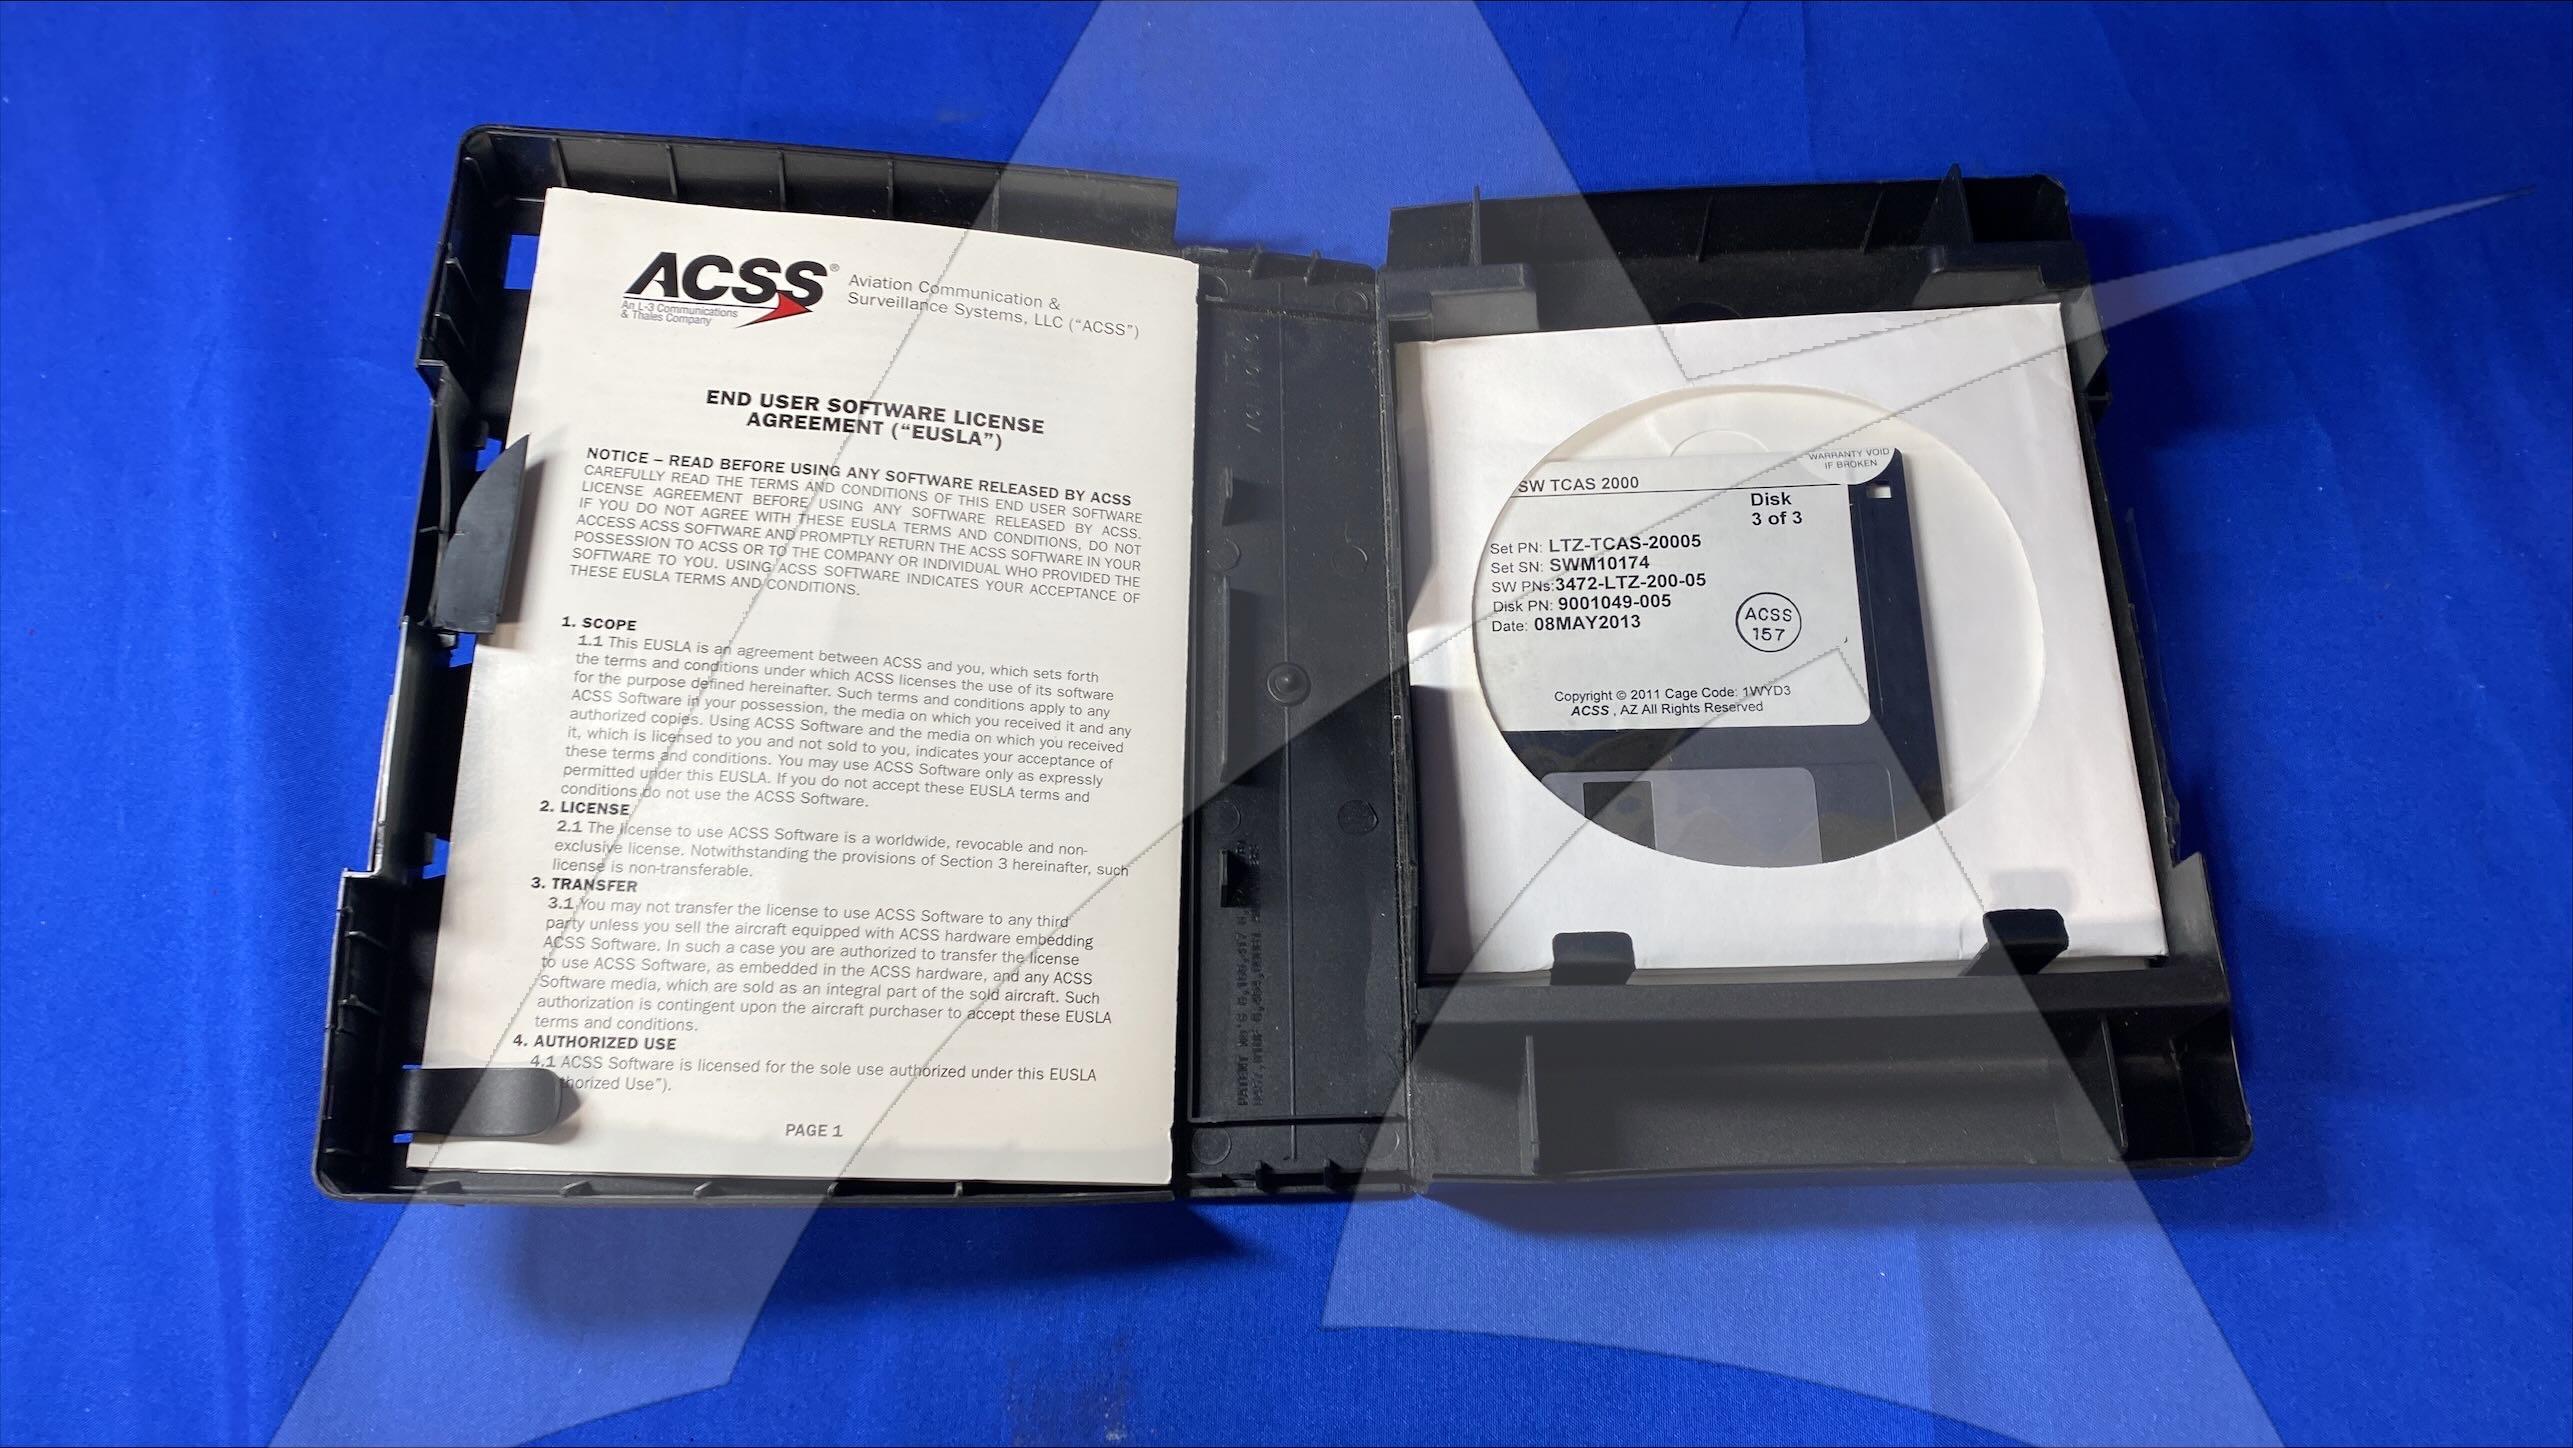 ACSS®
An L-3 Communications
& Thales Company
Aviation Communication &
Surveillance Systems, LLC (“ACSS”)
END USER SOFTWARE LICENSE
AGREEMENT (“EUSLA”)
NOTICE – READ BEFORE USING ANY SOFTWARE RELEASED BY ACSS
CAREFULLY READ THE TERMS AND CONDITIONS OF THIS END USER SOFTWARE
LICENSE AGREEMENT BEFORE USING ANY SOFTWARE RELEASED BY ACSS.
IF YOU DO NOT AGREE WITH THESE EUSLA TERMS AND CONDITIONS, DO NOT
ACCESS ACSS SOFTWARE AND PROMPTLY RETURN THE ACSS SOFTWARE IN YOUR
POSSESSION TO ACSS OR TO THE COMPANY OR INDIVIDUAL WHO PROVIDED THE
SOFTWARE TO YOU. USING ACSS SOFTWARE INDICATES YOUR ACCEPTANCE OF
THESE EUSLA TERMS AND CONDITIONS.
1. SCOPE
1.1 This EUSLA is an agreement between ACSS and you, which sets forth
the terms and conditions under which ACSS licenses the use of its software
for the purpose defined hereinafter. Such terms and conditions apply to any
ACSS Software in your possession, the media on which you received it and any
authorized copies. Using ACSS Software and the media on which you received
it, which is licensed to you and not sold to you, indicates your acceptance of
these terms and conditions. You may use ACSS Software only as expressly
permitted under this EUSLA. If you do not accept these EUSLA terms and
conditions do not use the ACSS Software.
2. LICENSE
2.1 The license to use ACSS Software is a worldwide, revocable and non-
exclusive license. Notwithstanding the provisions of Section 3 hereinafter, such
license is non-transferable.
3. TRANSFER
3.1 You may not transfer the license to use ACSS Software to any third
party unless you sell the aircraft equipped with ACSS hardware embedding
ACSS Software. In such a case you are authorized to transfer the license
to use ACSS Software, as embedded in the ACSS hardware, and any ACSS
Software media, which are sold as an integral part of the sold aircraft. Such
authorization is contingent upon the aircraft purchaser to accept these EUSLA
terms and conditions.
4. AUTHORIZED USE
4.1 ACSS Software is licensed for the sole use authorized under this EUSLA
horized Use”).
PAGE 1
WARRANTY VOID
IF BROKEN
SW TCAS 2000
Disk
3 of 3
Set PN: LTZ-TCAS-20005
Set SN: SWM10174
SW PNs:3472-LTZ-200-05
Disk PN: 9001049-005
Date: 08MAY2013
ACSS
157
Copyright © 2011 Cage Code: 1WYD3
ACSS , AZ All Rights Reserved